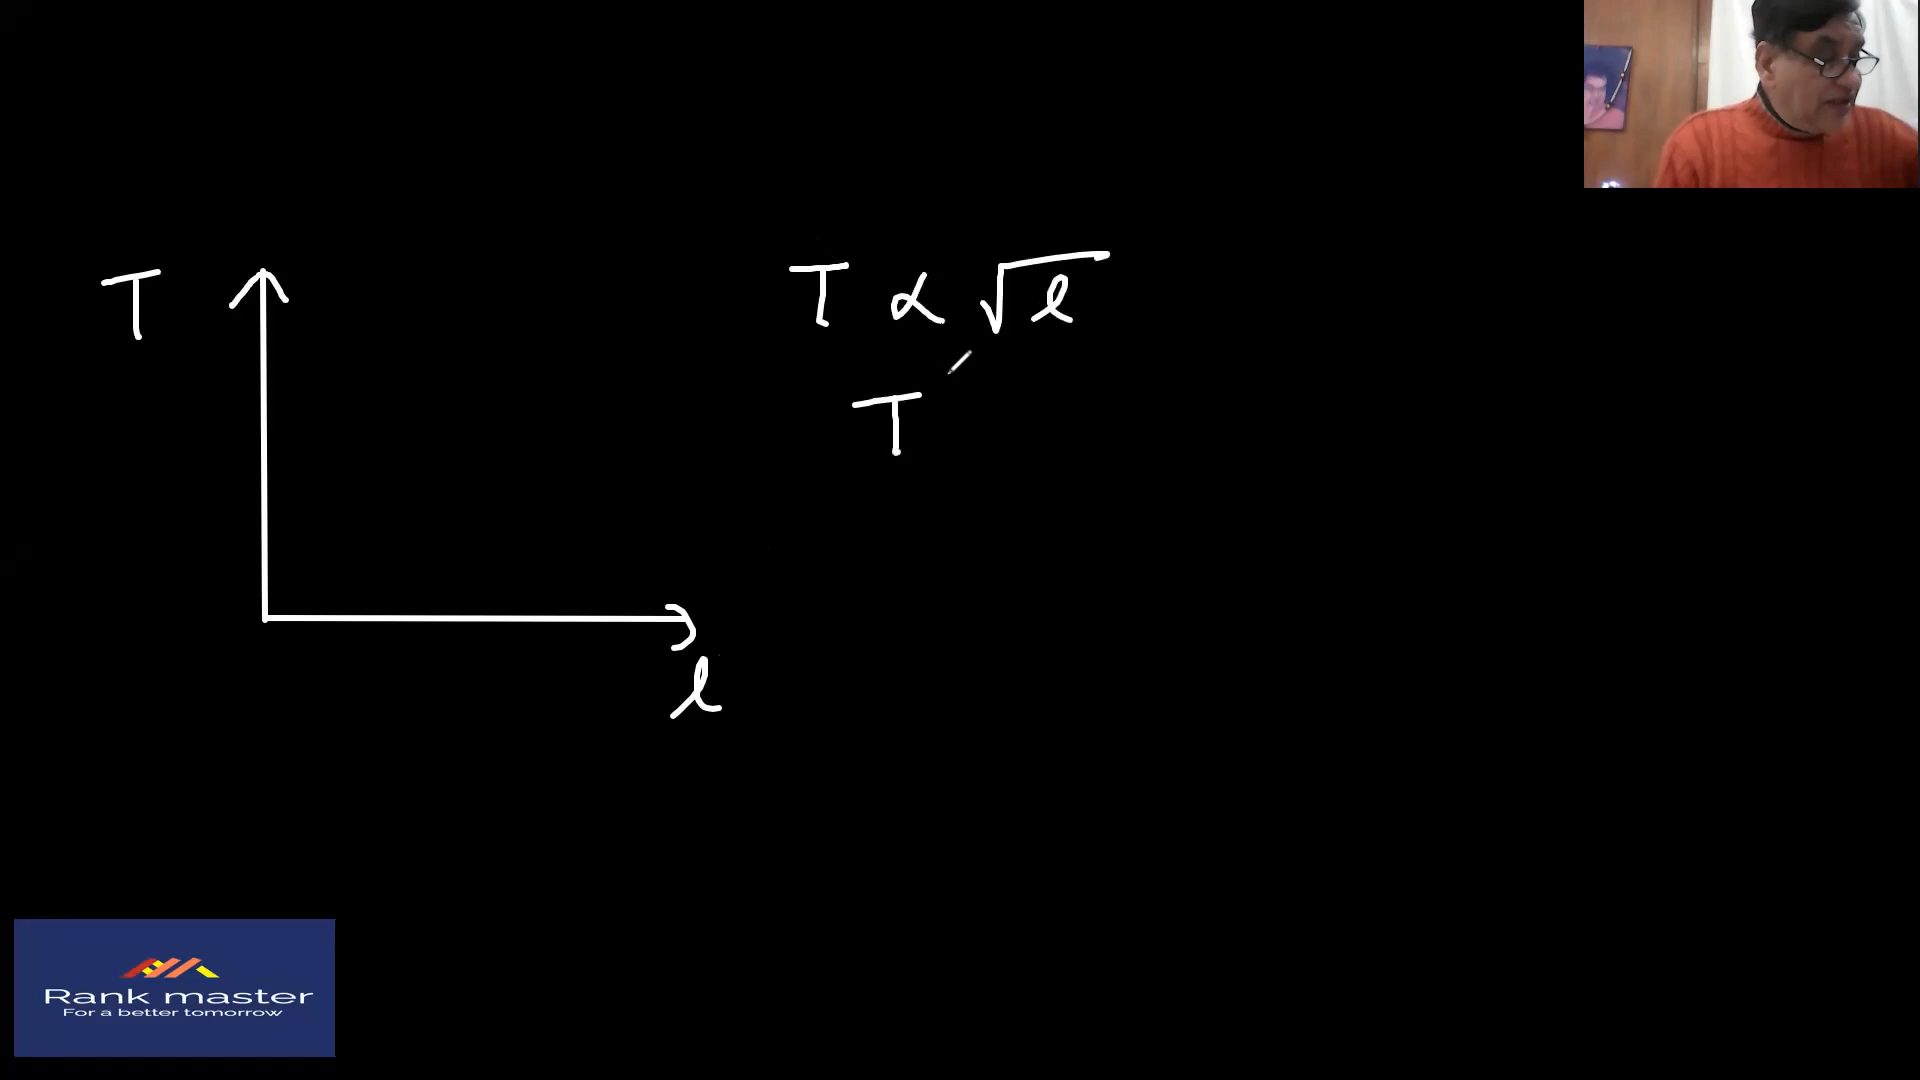 T
T ∝ √l
T
l
Rank master
For a better tomorrow